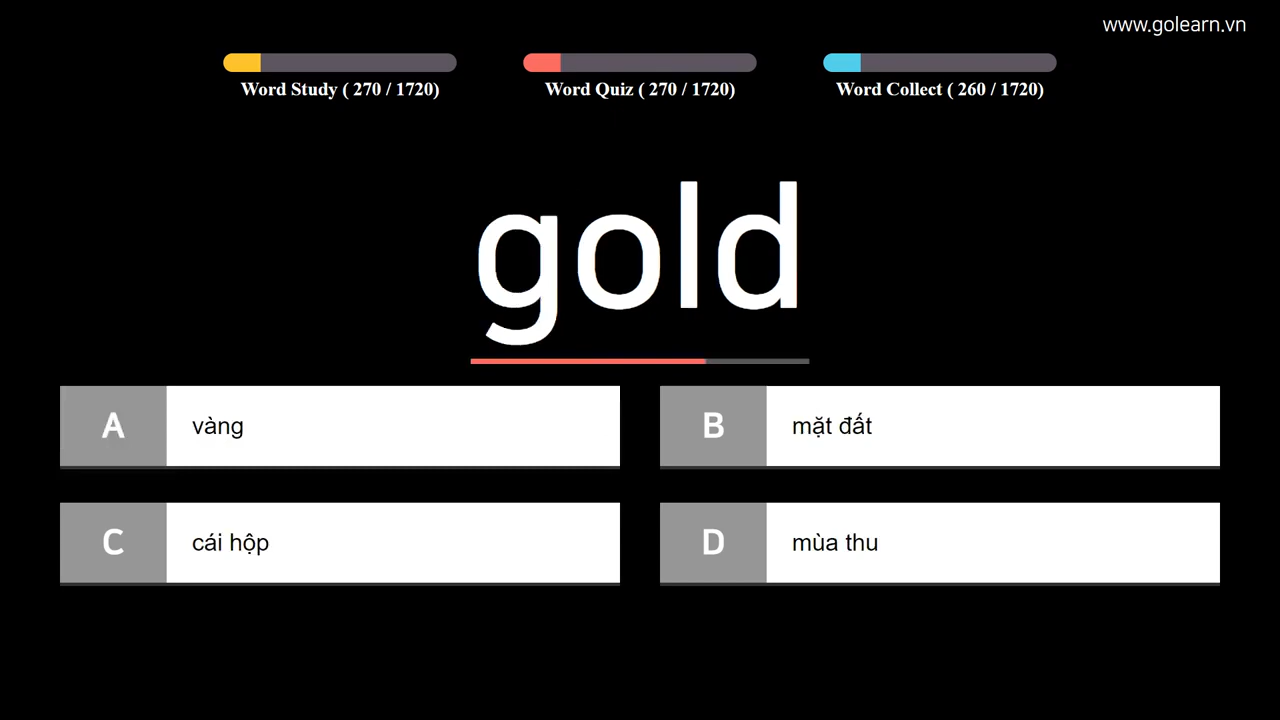 www.golearn.vn
Word Study ( 270 / 1720)
Word Quiz ( 270 / 1720)
Word Collect ( 260 / 1720)
gold
A vàng
B mặt đất
C cái hộp
D mùa thu